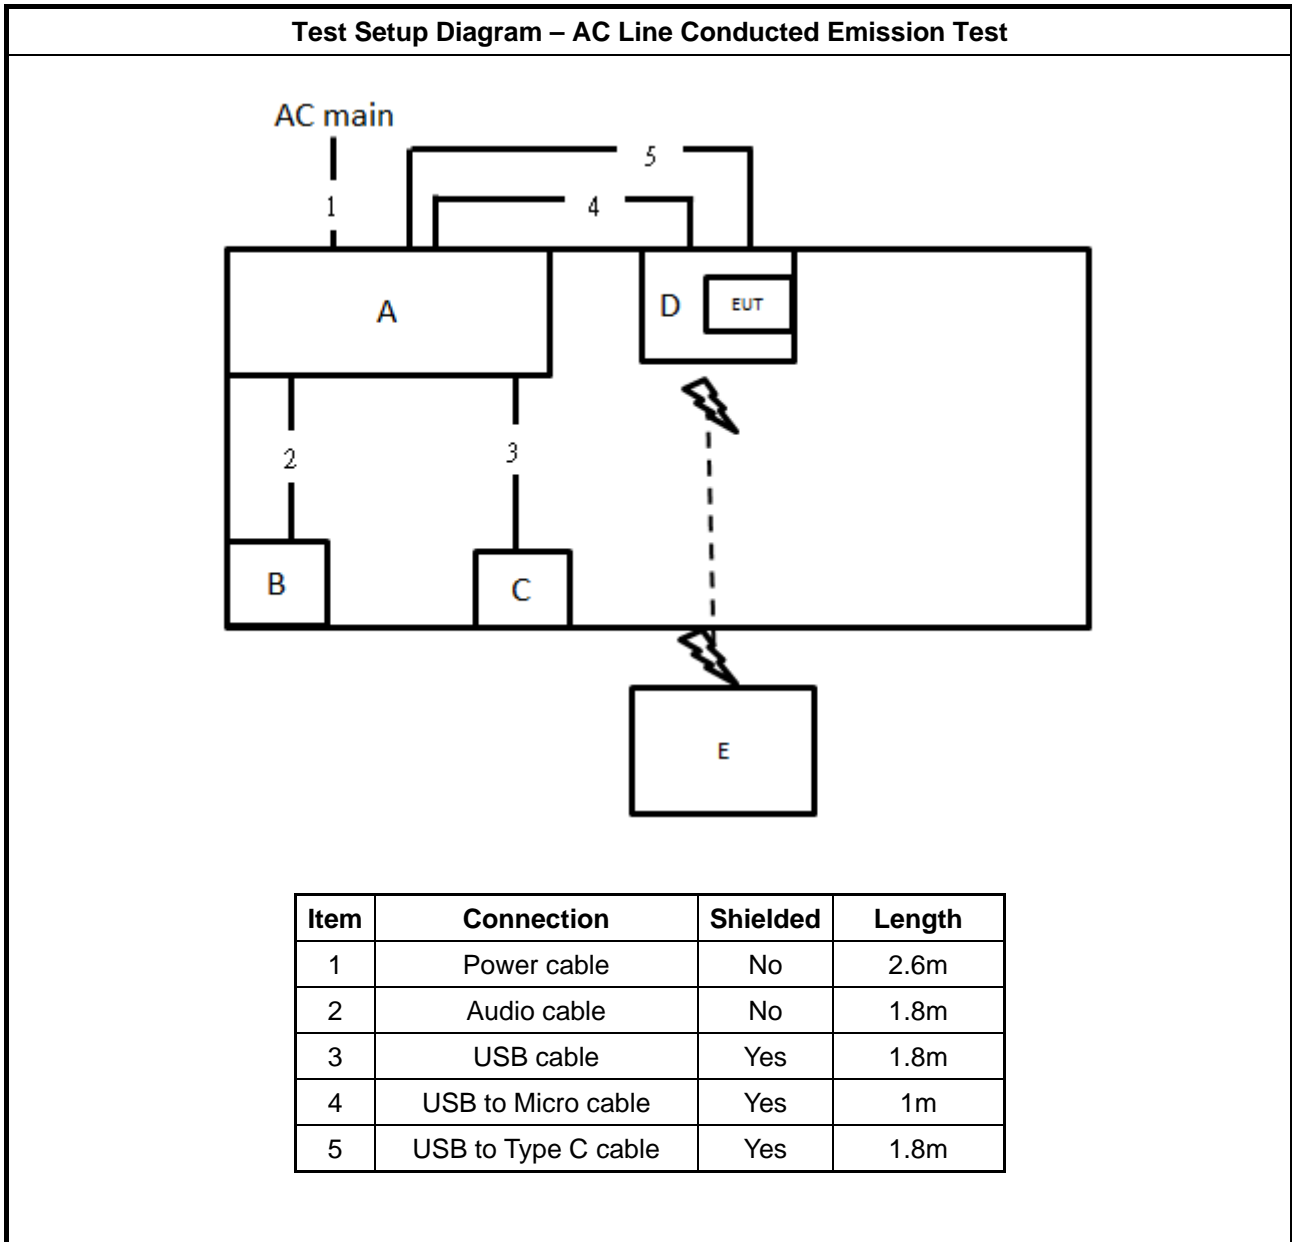 Test Setup Diagram – AC Line Conducted Emission Test
AC main
5
4
1
A
D
EUT
2
3
B
C
E
Item Connection Shielded Length
1 Power cable No 2.6m
2 Audio cable No 1.8m
3 USB cable Yes 1.8m
4 USB to Micro cable Yes 1m
5 USB to Type C cable Yes 1.8m